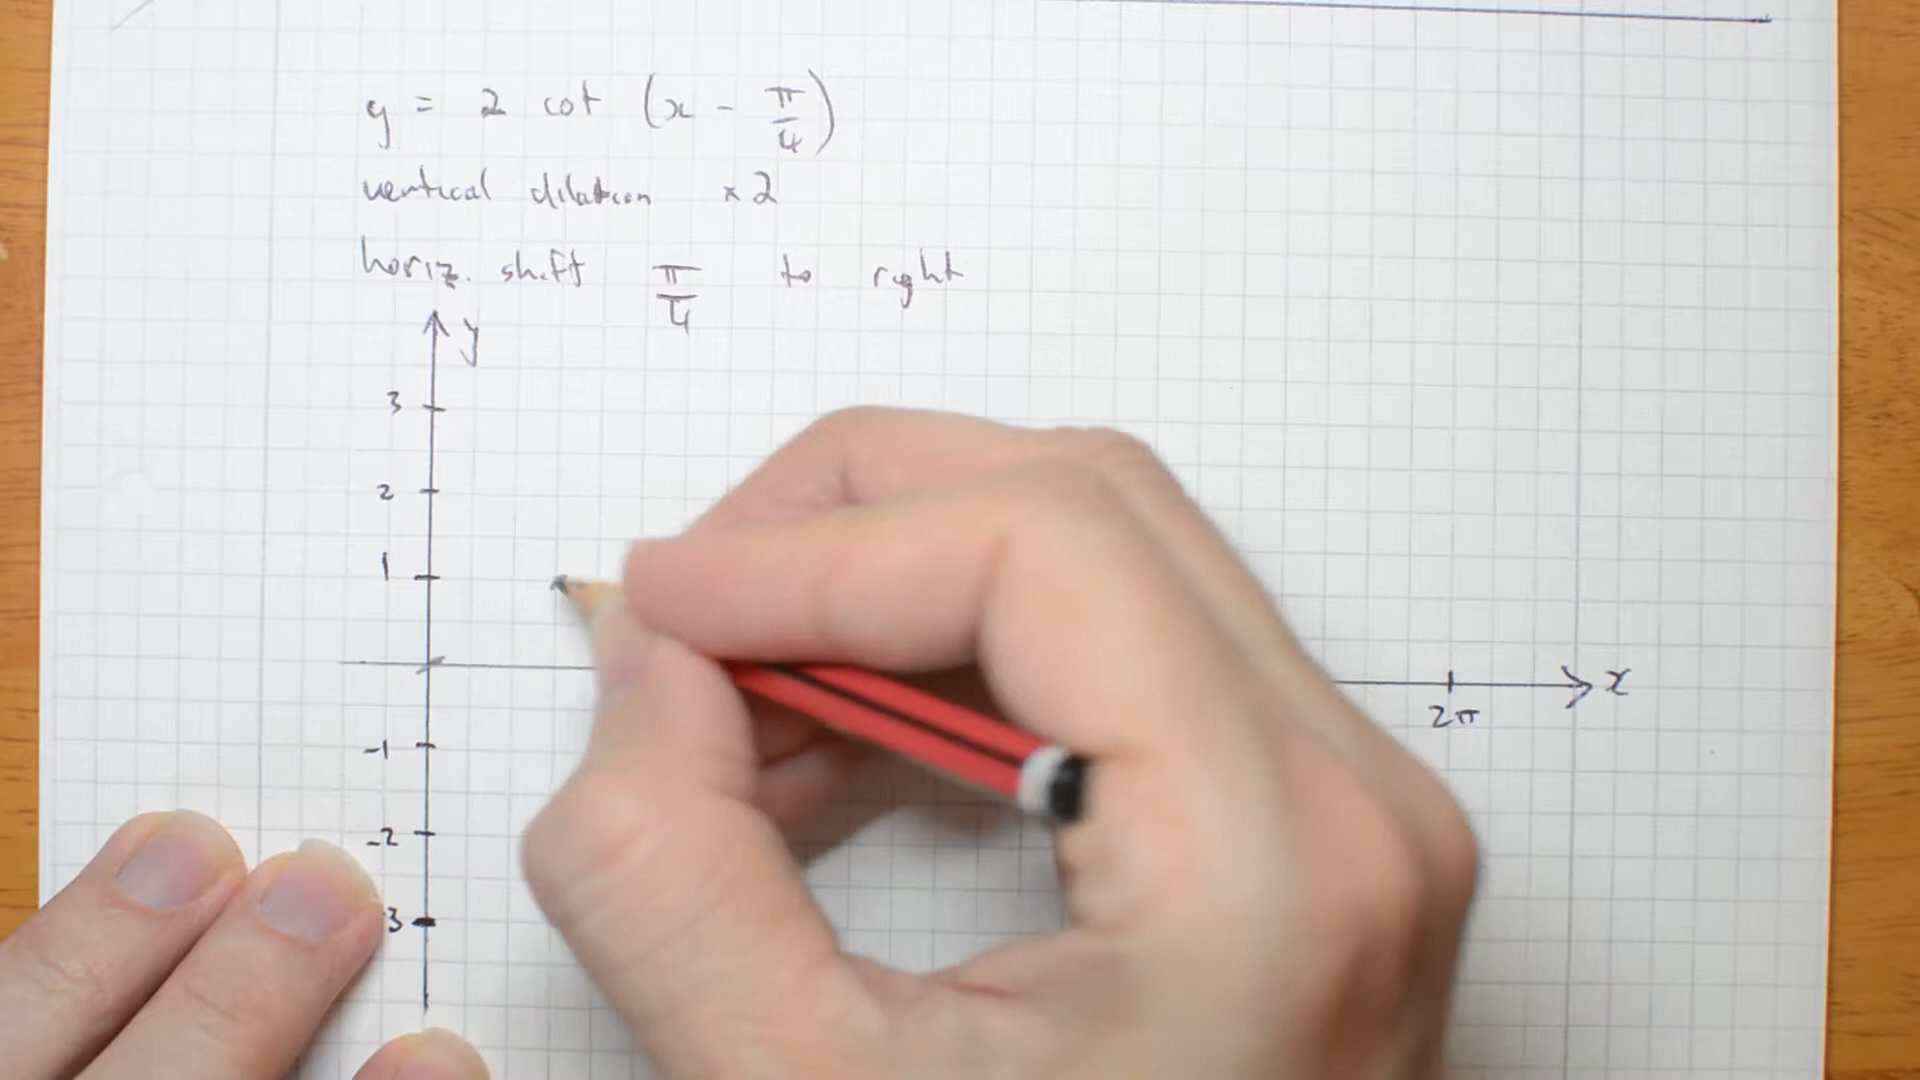 y = 2 cot (x - π/4)
vertical dilation ×2
horiz. shift π/4 to right
y
3
2
1
x
2π
-1
-2
3